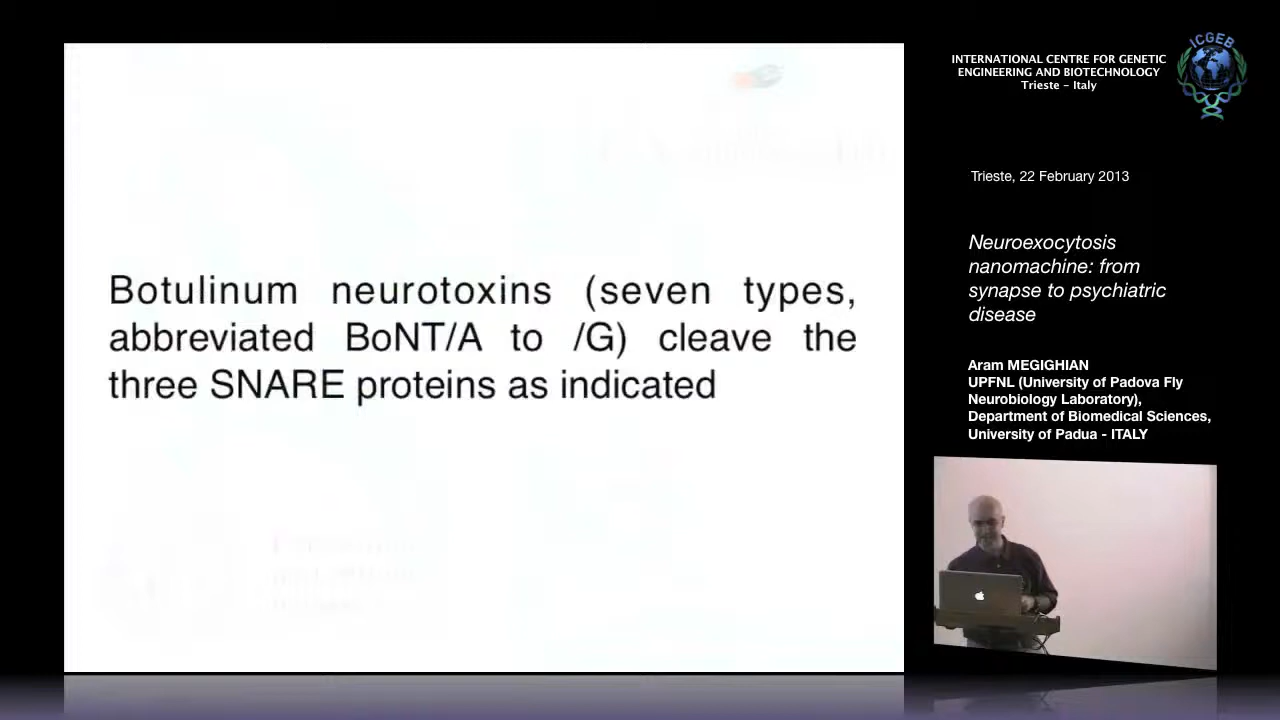 Botulinum neurotoxins (seven types,
abbreviated BoNT/A to /G) cleave the
three SNARE proteins as indicated
INTERNATIONAL CENTRE FOR GENETIC
ENGINEERING AND BIOTECHNOLOGY
Trieste - Italy
ICGEB
Trieste, 22 February 2013
Neuroexocytosis
nanomachine: from
synapse to psychiatric
disease
Aram MEGIGHIAN
UPFNL (University of Padova Fly
Neurobiology Laboratory),
Department of Biomedical Sciences,
University of Padua - ITALY